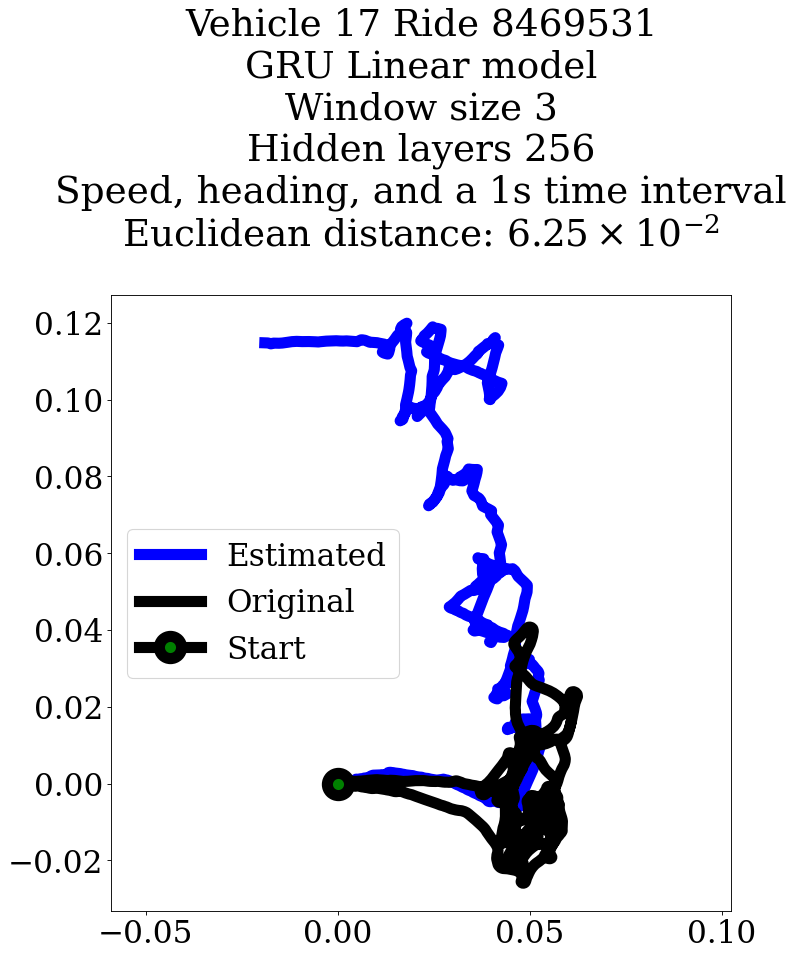 Vehicle 17 Ride 8469531
GRU Linear model
Window size 3
Hidden layers 256
Speed, heading, and a 1s time interval
Euclidean distance: 6.25 × 10⁻²
0.12
0.10
0.08
0.06
0.04
0.02
0.00
−0.02
Estimated
Original
Start
−0.05
0.00
0.05
0.10